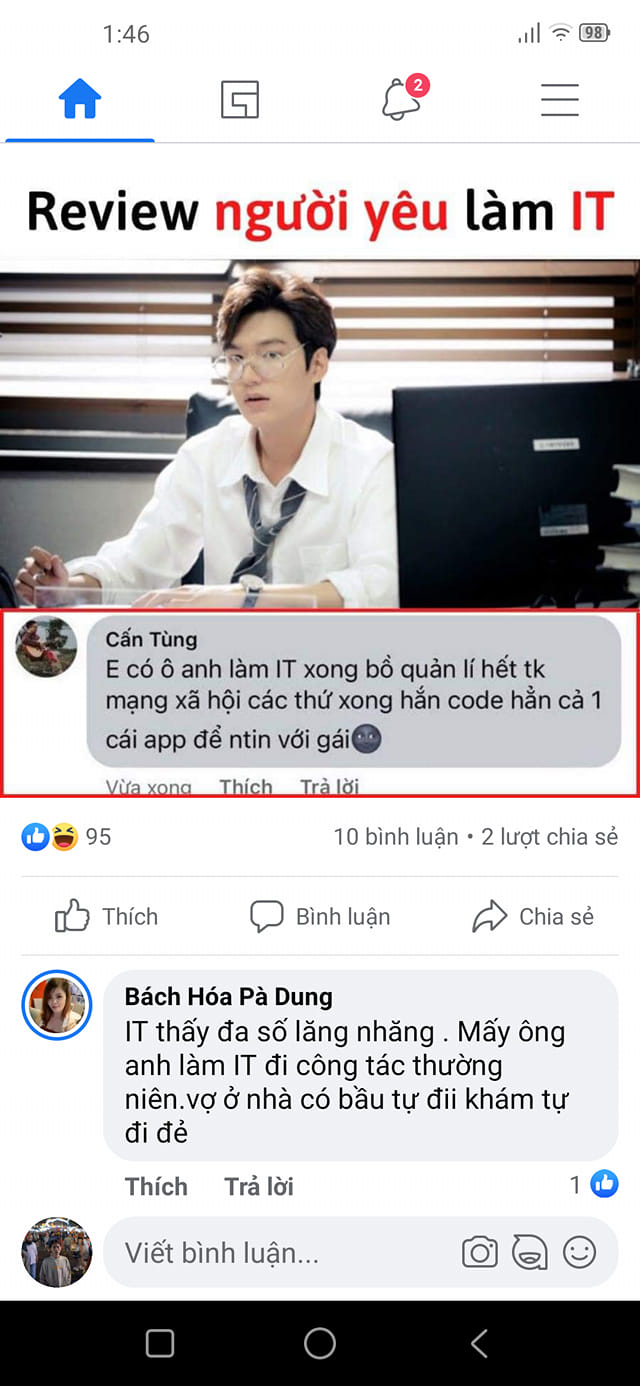 1:46
98
2
Review người yêu làm IT
Cấn Tùng
E có ô anh làm IT xong bồ quản lí hết tk
mạng xã hội các thứ xong hắn code hẳn cả 1
cái app để ntin với gái🌚
Vừa xong Thích Trả lời
95
10 bình luận • 2 lượt chia sẻ
Thích
Bình luận
Chia sẻ
Bách Hóa Pà Dung
IT thấy đa số lăng nhăng . Mấy ông
anh làm IT đi công tác thường
niên.vợ ở nhà có bầu tự đii khám tự
đi đẻ
Thích Trả lời
1
Viết bình luận...